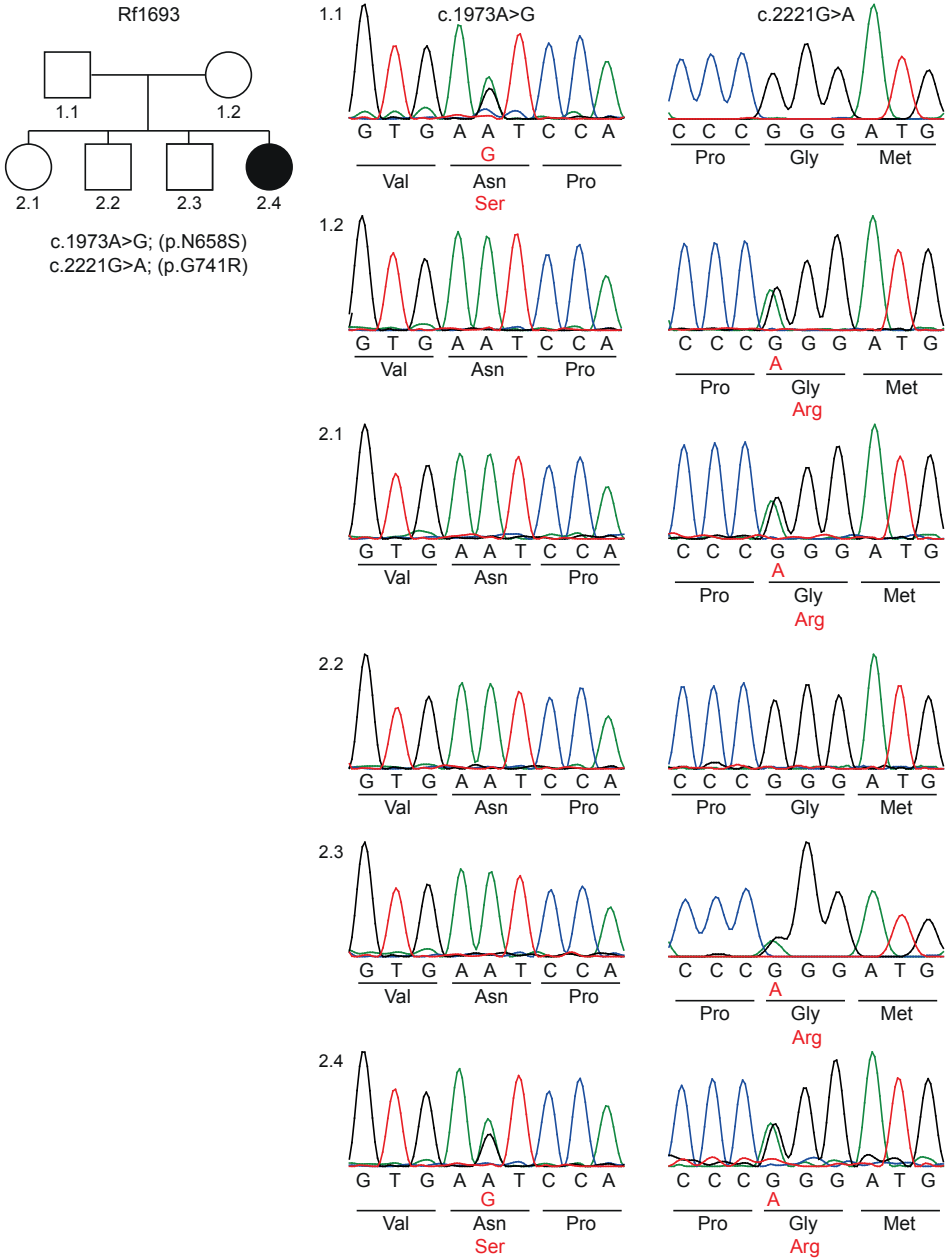 Rf1693
1.1 1.2
2.1 2.2 2.3 2.4
c.1973A>G; (p.N658S)
c.2221G>A; (p.G741R)
c.1973A>G c.2221G>A
1.1
G T G A A T C C A C C C G G G A T G
G
Val Asn Pro Pro Gly Met
Ser
1.2
G T G A A T C C A C C C G G G A T G
A
Val Asn Pro Pro Gly Met
Arg
2.1
G T G A A T C C A C C C G G G A T G
A
Val Asn Pro Pro Gly Met
Arg
2.2
G T G A A T C C A C C C G G G A T G
Val Asn Pro Pro Gly Met
2.3
G T G A A T C C A C C C G G G A T G
A
Val Asn Pro Pro Gly Met
Arg
2.4
G T G A A T C C A C C C G G G A T G
G A
Val Asn Pro Pro Gly Met
Ser Arg